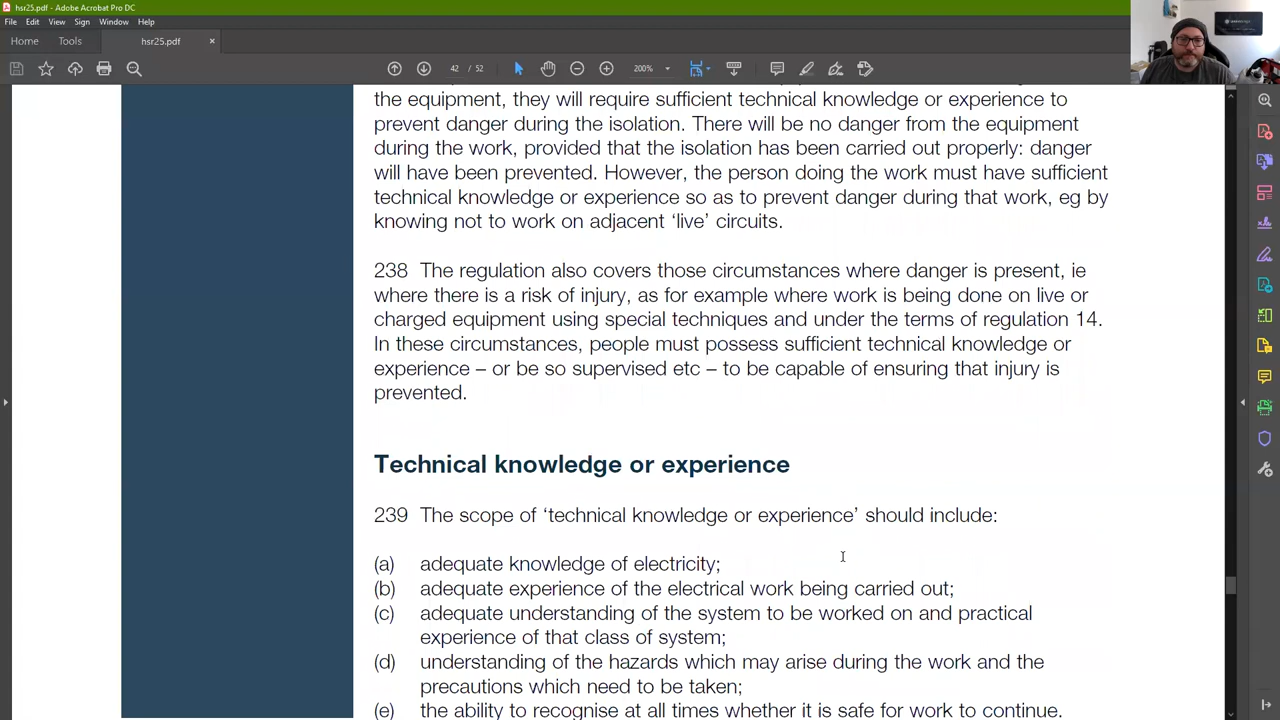 hsr25.pdf - Adobe Acrobat Pro DC
File Edit View Sign Window Help
Home Tools hsr25.pdf ×
42 / 52 200%
the equipment, they will require sufficient technical knowledge or experience to
prevent danger during the isolation. There will be no danger from the equipment
during the work, provided that the isolation has been carried out properly: danger
will have been prevented. However, the person doing the work must have sufficient
technical knowledge or experience so as to prevent danger during that work, eg by
knowing not to work on adjacent ‘live’ circuits.
238 The regulation also covers those circumstances where danger is present, ie
where there is a risk of injury, as for example where work is being done on live or
charged equipment using special techniques and under the terms of regulation 14.
In these circumstances, people must possess sufficient technical knowledge or
experience – or be so supervised etc – to be capable of ensuring that injury is
prevented.
Technical knowledge or experience
239 The scope of ‘technical knowledge or experience’ should include:
(a) adequate knowledge of electricity;
(b) adequate experience of the electrical work being carried out;
(c) adequate understanding of the system to be worked on and practical
experience of that class of system;
(d) understanding of the hazards which may arise during the work and the
precautions which need to be taken;
(e) the ability to recognise at all times whether it is safe for work to continue.